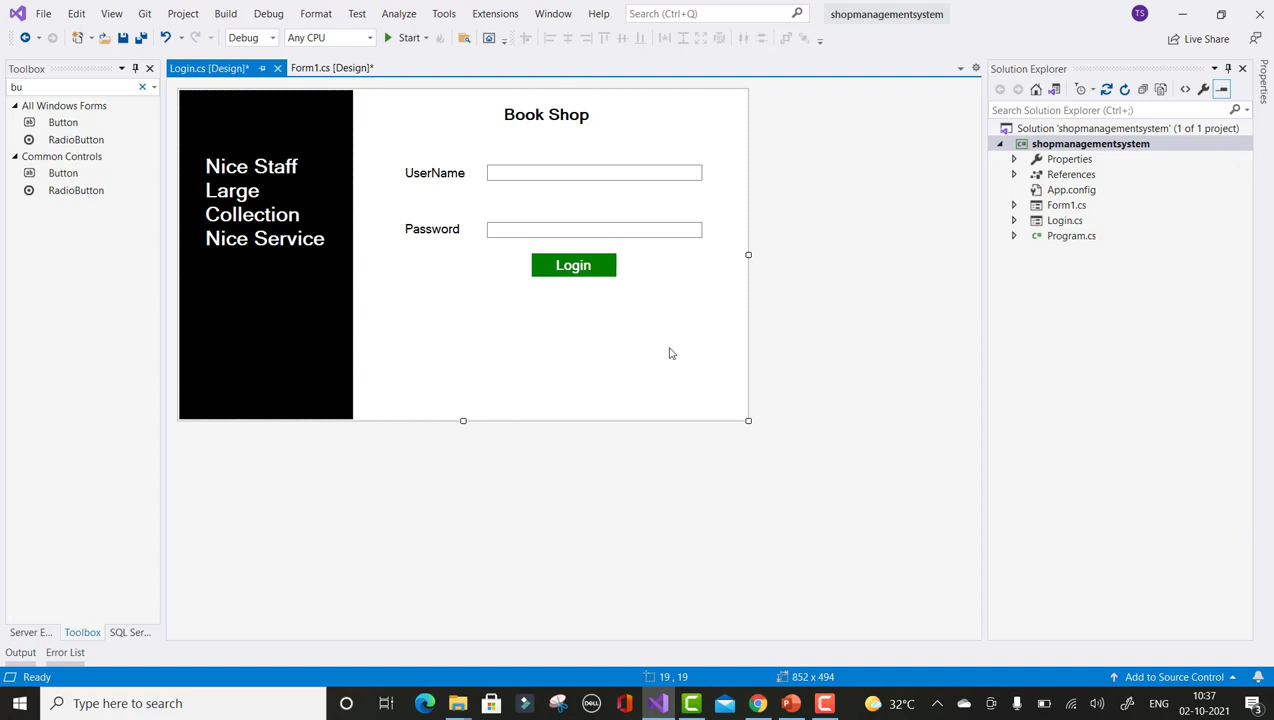 File Edit View Git Project Build Debug Format Test Analyze Tools Extensions Window Help Search (Ctrl+Q) shopmanagementsystem TS
Debug Any CPU Start Live Share
Toolbox
Login.cs [Design]* Form1.cs [Design]*
Solution Explorer
Properties
bu
All Windows Forms
Button
RadioButton
Common Controls
Button
RadioButton
Book Shop
Nice Staff
Large
Collection
Nice Service
UserName
Password
Login
Search Solution Explorer (Ctrl+;)
Solution 'shopmanagementsystem' (1 of 1 project)
shopmanagementsystem
Properties
References
App.config
Form1.cs
Login.cs
Program.cs
Server E... Toolbox SQL Ser...
Output Error List
Ready 19 , 19 852 x 494 Add to Source Control
Type here to search 32°C ENG 10:37
02-10-2021 3